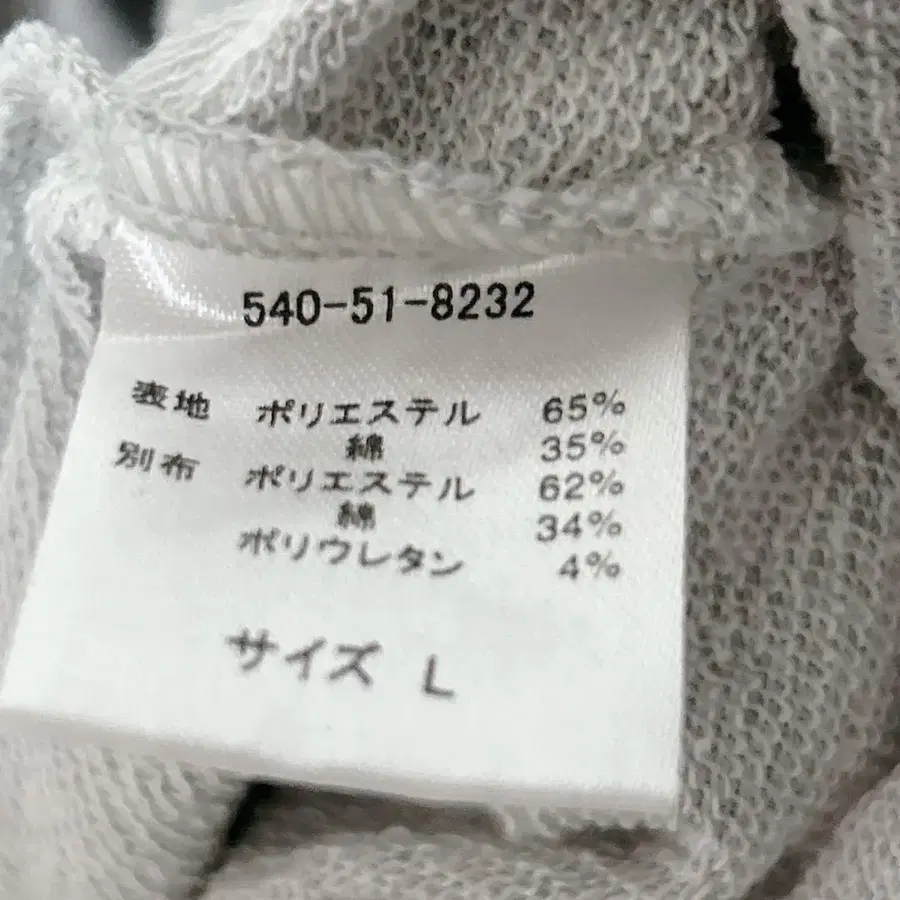 540-51-8232
表地 ポリエステル 65%
綿 35%
別布 ポリエステル 62%
綿 34%
ポリウレタン 4%
サイズ L